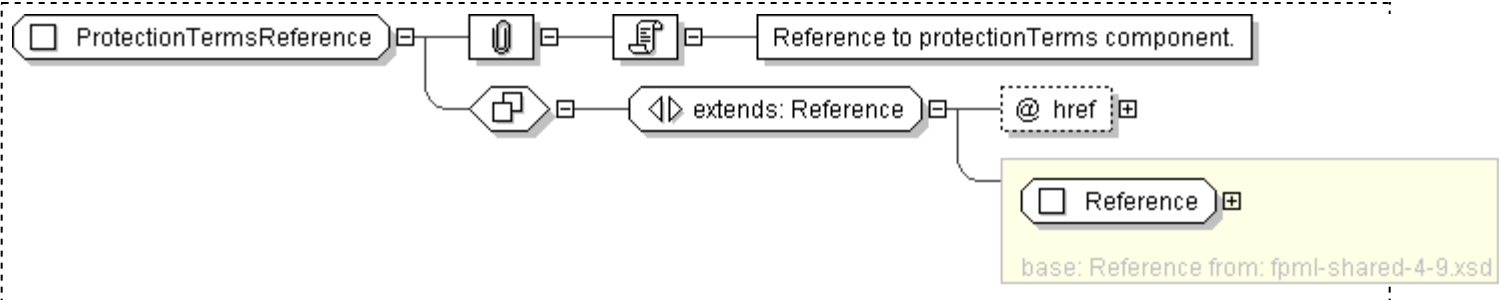 ProtectionTermsReference
Reference to protectionTerms component.
extends: Reference
@ href
Reference
base: Reference from: fpml-shared-4-9.xsd